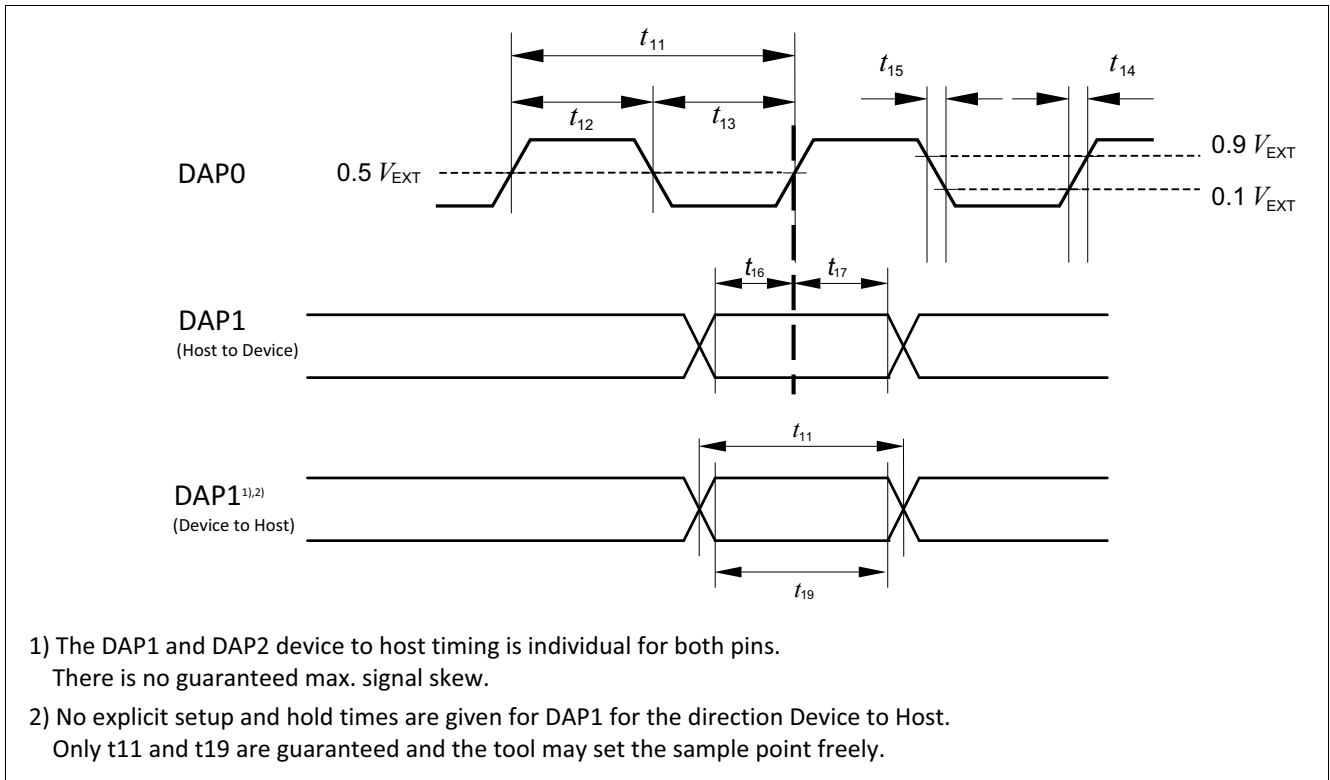 t11
t15
t14
t12
t13
DAP0
0.5 VEXT
0.9 VEXT
0.1 VEXT
t16
t17
DAP1
(Host to Device)
t11
DAP1 1),2)
(Device to Host)
t19
1) The DAP1 and DAP2 device to host timing is individual for both pins.
There is no guaranteed max. signal skew.
2) No explicit setup and hold times are given for DAP1 for the direction Device to Host.
Only t11 and t19 are guaranteed and the tool may set the sample point freely.